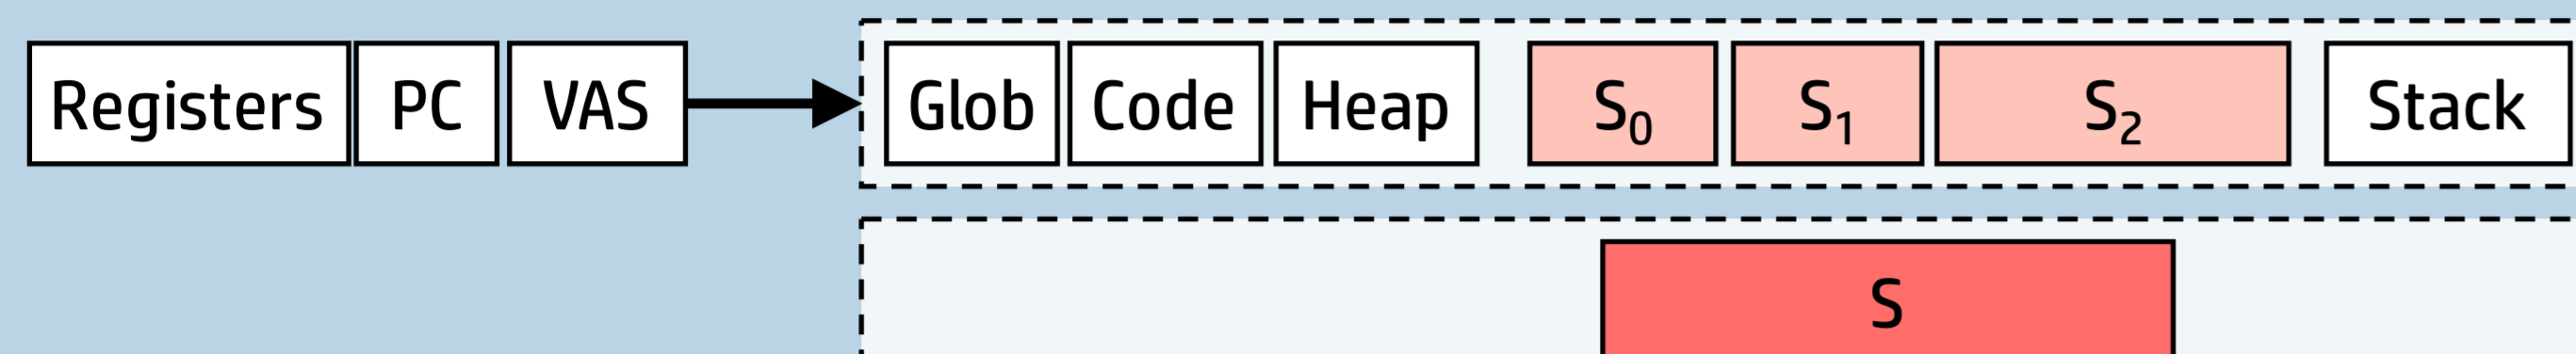 Registers PC VAS Glob Code Heap S₀ S₁ S₂ Stack
S